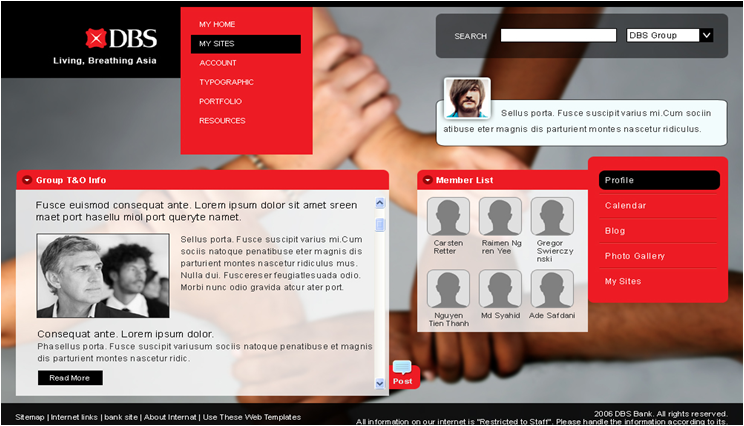 DBS
Living, Breathing Asia
MY HOME
MY SITES
ACCOUNT
TYPOGRAPHIC
PORTFOLIO
RESOURCES
SEARCH
DBS Group
Sellus porta. Fusce suscipit varius mi.Cum sociin
atibuse eter magnis dis parturient montes nascetur ridiculus.
Group T&O Info
Fusce euismod consequat ante. Lorem ipsum dolor sit amet sreen
maet port hasellu miol port queryte namet.
Sellus porta. Fusce suscipit varius mi.Cum
sociis natoque penatibuse eter magnis dis
parturient montes nascetur ridiculus mus.
Nulla dui. Fuscereser feugiatlesuada odio.
Morbi nunc odio gravida atcur ater port.
Consequat ante. Lorem ipsum dolor.
Phasellus porta. Fusce suscipit variusum sociis natoque penatibuse et magnis
dis partturient montes nascetur ridic.
Read More
Post
Member List
Carsten
Retter
Raimen Ng
ren Yee
Gregor
Swierczy
nski
Nguyen
Tien Thanh
Md Syahid
Ade Safdani
Profile
Calendar
Blog
Photo Gallery
My Sites
Sitemap | Internet links | bank site | About Internat | Use These Web Templates
2006 DBS Bank. All rights reserved.
All information on our internet is "Restricted to Staff". Please handle the information according to its.